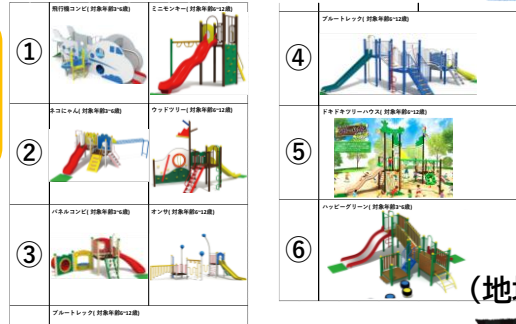 ① 飛行機コンビ( 対象年齢3~6歳) ミニモンキー( 対象年齢6~12歳)
② ネコにゃん( 対象年齢3~6歳) ウッドツリー( 対象年齢6~12歳)
③ パネルコンビ( 対象年齢3~6歳) オンサ( 対象年齢6~12歳)
ブルートレック( 対象年齢6~12歳)
④ ブルートレック( 対象年齢6~12歳)
⑤ ドキドキツリーハウス( 対象年齢6~12歳)
⑥ ハッピーグリーン( 対象年齢3~6歳)
(地